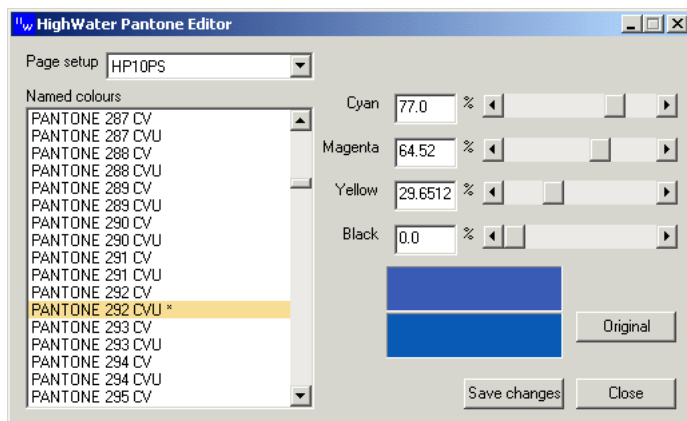 HW HighWater Pantone Editor
Page setup HP10PS
Named colours
PANTONE 287 CV
PANTONE 287 CVU
PANTONE 288 CV
PANTONE 288 CVU
PANTONE 289 CV
PANTONE 289 CVU
PANTONE 290 CV
PANTONE 290 CVU
PANTONE 291 CV
PANTONE 291 CVU
PANTONE 292 CV
PANTONE 292 CVU *
PANTONE 293 CV
PANTONE 293 CVU
PANTONE 294 CV
PANTONE 294 CVU
PANTONE 295 CV
Cyan 77.0 %
Magenta 64.52 %
Yellow 29.6512 %
Black 0.0 %
Original
Save changes Close